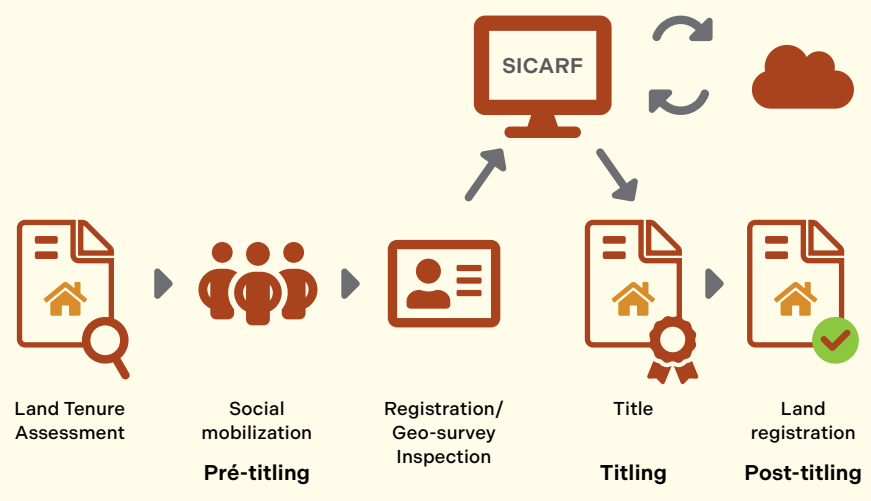 SICARF
Land Tenure
Assessment
Social
mobilization
Registration/
Geo-survey
Inspection
Title
Land
registration
Pré-titling
Titling
Post-titling